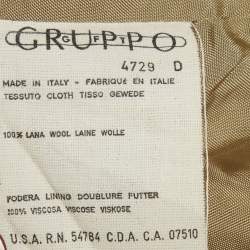 GRUPPO
G F T
4729 D
MADE IN ITALY - FABRIQUE EN ITALIE
TESSUTO CLOTH TISSO GEWEDE
100% LANA WOOL LAINE WOLLE
FODERA LINING DOUBLURE FUTTER
100% VISCOSA VISCOSE VISKOSE
U.S.A. R.N. 54784 C.D.A. C.A. 07510